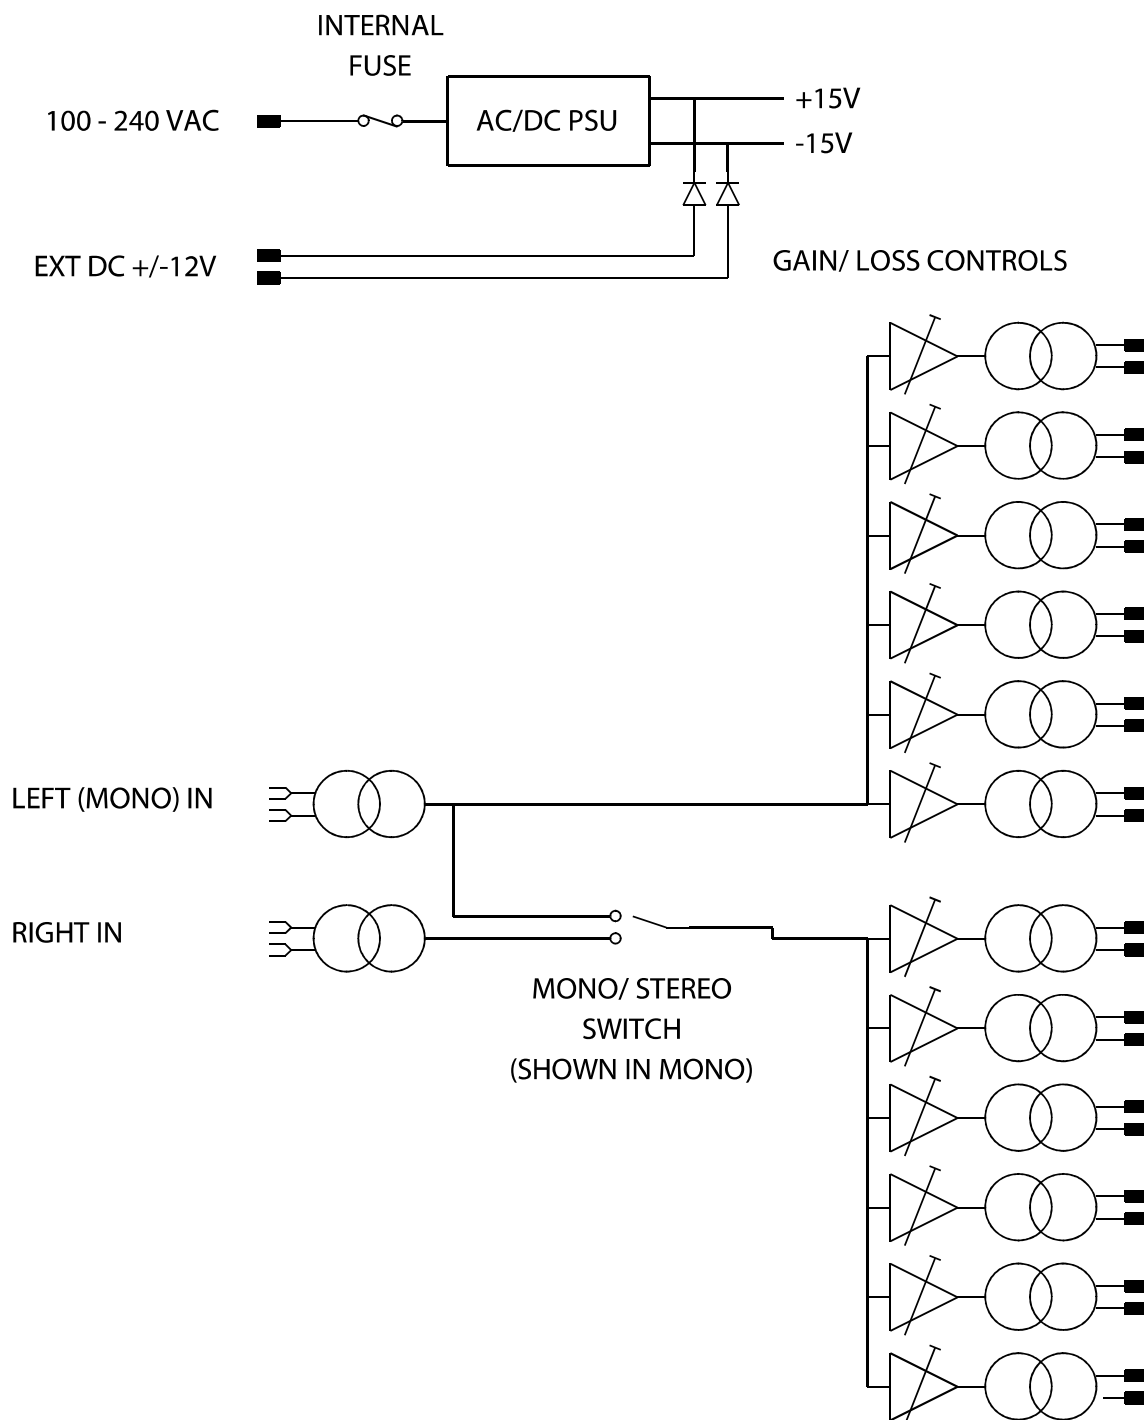 INTERNAL
FUSE
100 - 240 VAC
AC/DC PSU
+15V
-15V
EXT DC +/-12V
GAIN/ LOSS CONTROLS
LEFT (MONO) IN
RIGHT IN
MONO/ STEREO
SWITCH
(SHOWN IN MONO)